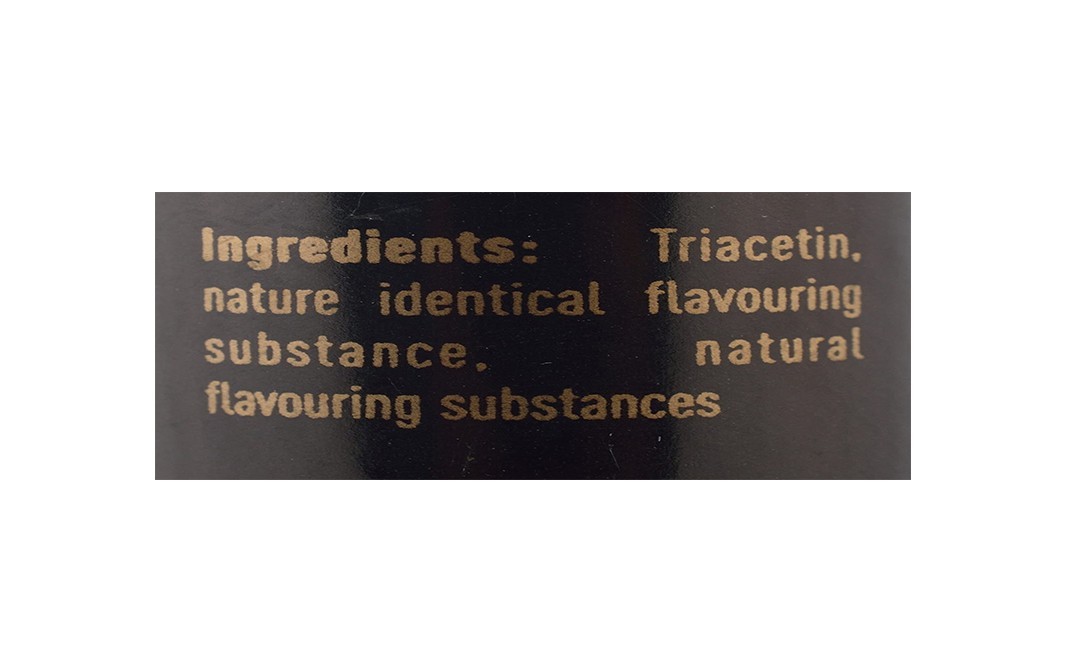 Ingredients: Triacetin,
nature identical flavouring
substance, natural
flavouring substances